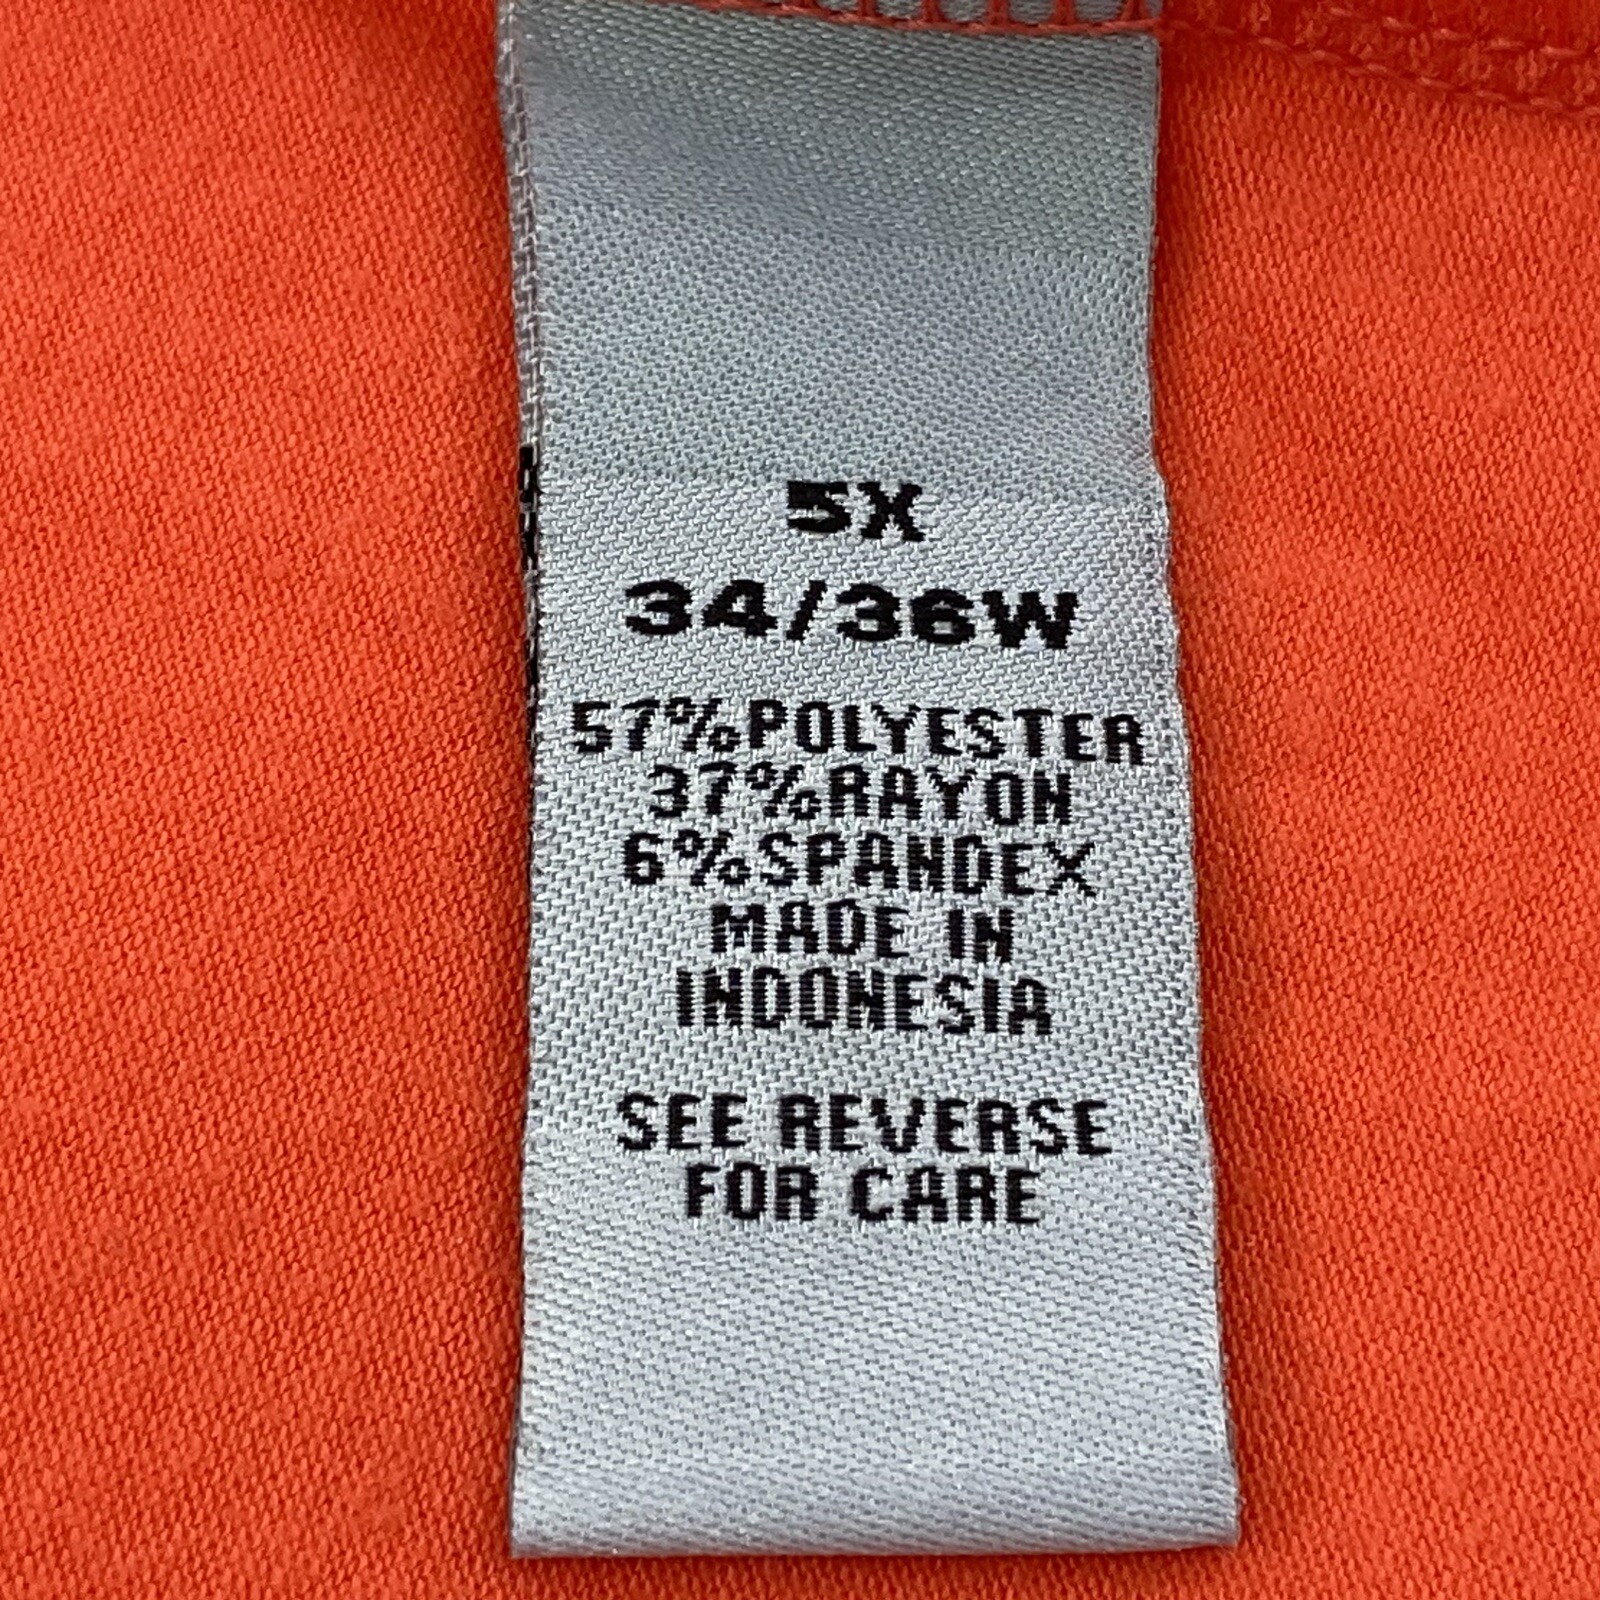 5X
34/36W
57%POLYESTER
37%RAYON
6%SPANDEX
MADE IN
INDONESIA
SEE REVERSE
FOR CARE